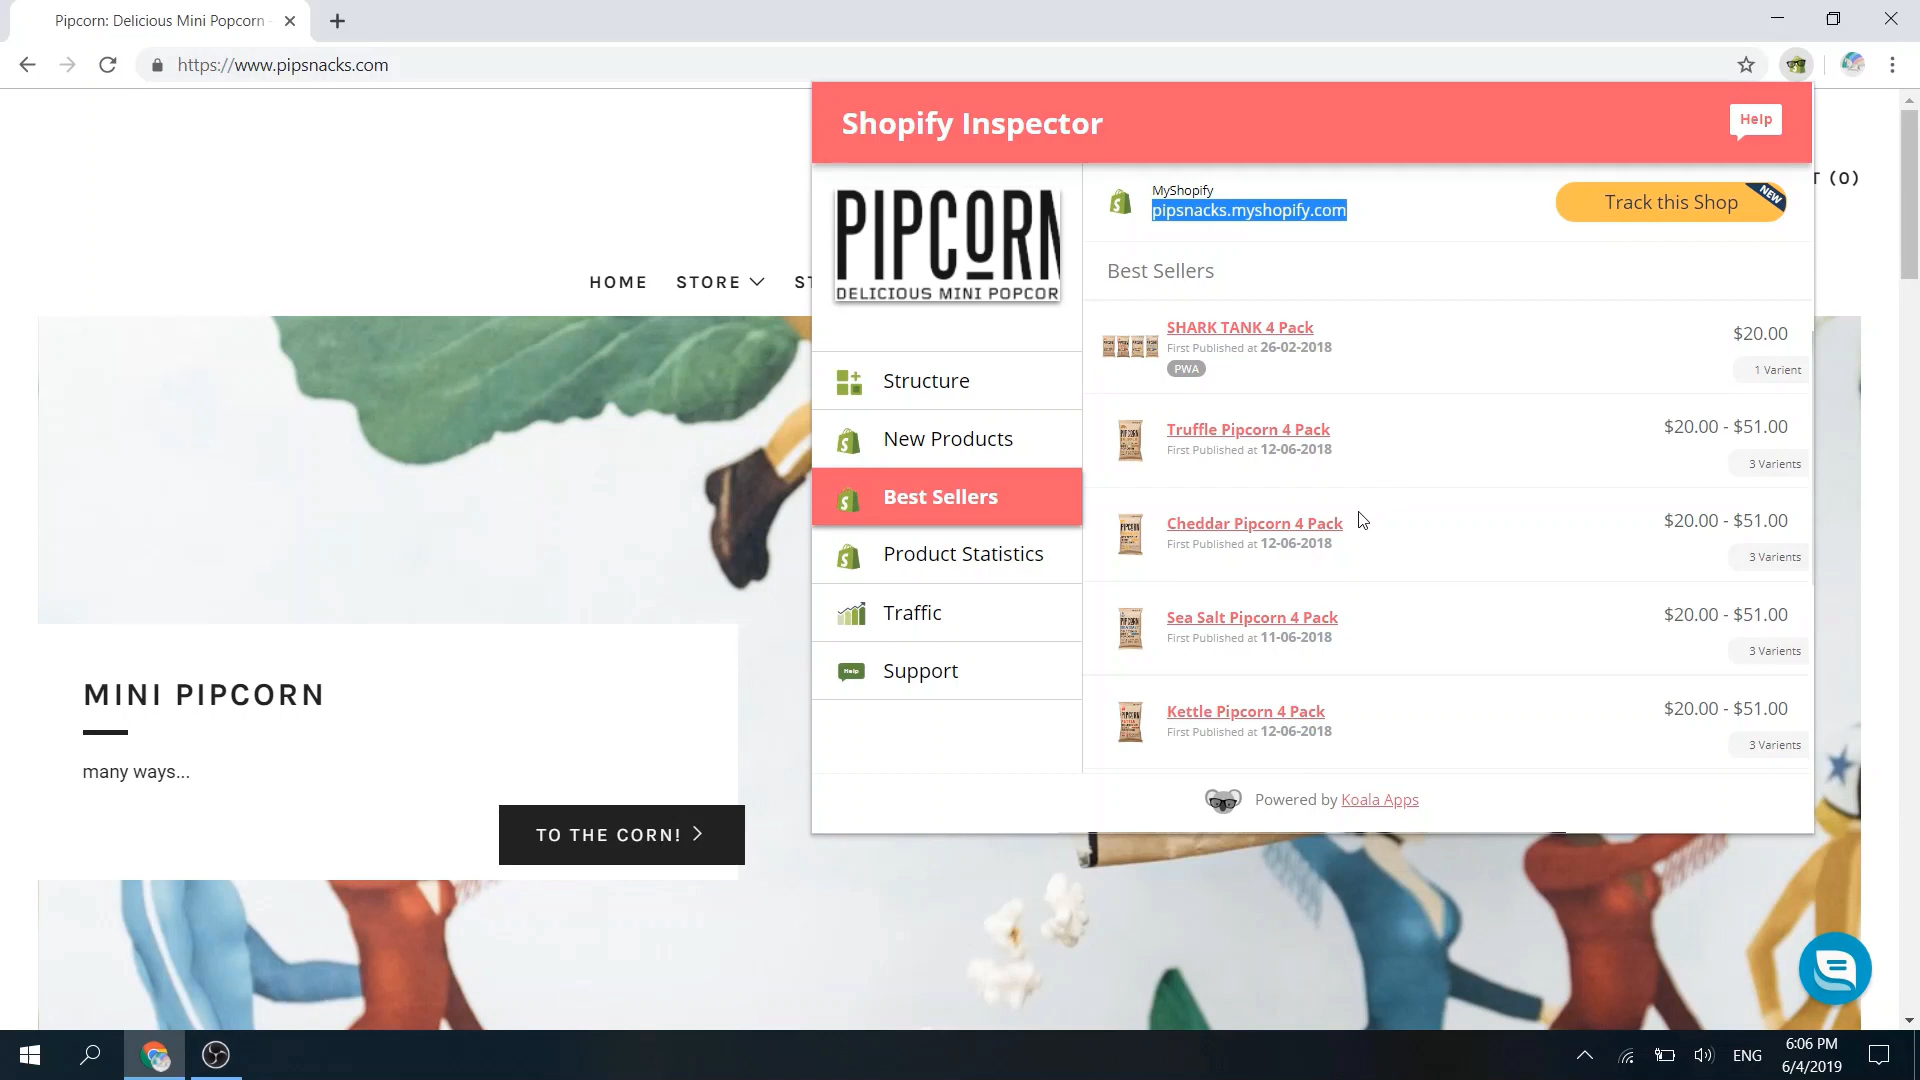 Pipcorn: Delicious Mini Popcorn -
https://www.pipsnacks.com
Shopify Inspector
Help
PIPCORN
DELICIOUS MINI POPCOR
MyShopify
pipsnacks.myshopify.com
Track this Shop
NEW
T (0)
HOME
STORE
ST
Best Sellers
Structure
New Products
Best Sellers
Product Statistics
Traffic
Help
Support
SHARK TANK 4 Pack
First Published at 26-02-2018
PWA
$20.00
1 Varient
Truffle Pipcorn 4 Pack
First Published at 12-06-2018
$20.00 - $51.00
3 Varients
Cheddar Pipcorn 4 Pack
First Published at 12-06-2018
$20.00 - $51.00
3 Varients
Sea Salt Pipcorn 4 Pack
First Published at 11-06-2018
$20.00 - $51.00
3 Varients
Kettle Pipcorn 4 Pack
First Published at 12-06-2018
$20.00 - $51.00
3 Varients
Powered by Koala Apps
MINI PIPCORN
many ways...
TO THE CORN!
ENG
6:06 PM
6/4/2019